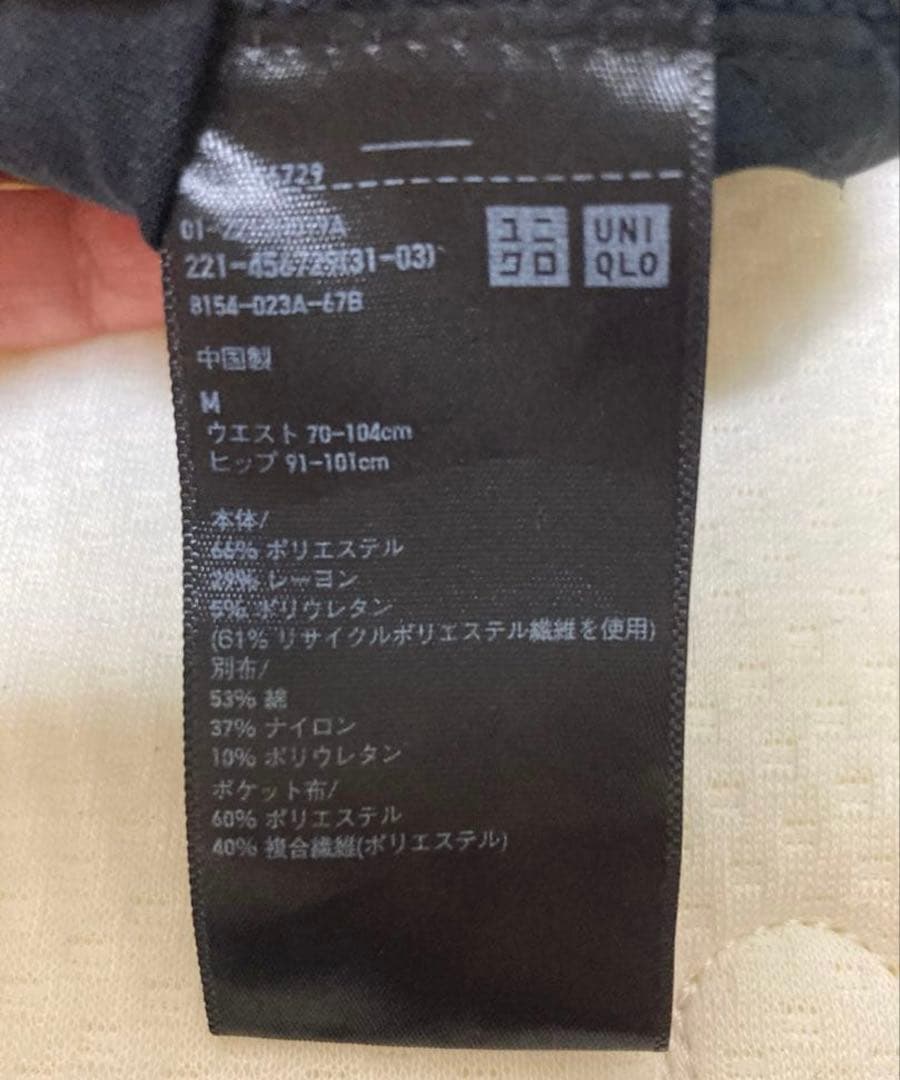 ユニクロ
UNIQLO
221-456729(31-03)
8154-023A-67B
中国製
M
ウエスト 70-104cm
ヒップ 91-101cm
本体/
66% ポリエステル
29% レーヨン
5% ポリウレタン
(61% リサイクルポリエステル繊維を使用)
別布/
53% 綿
37% ナイロン
10% ポリウレタン
ポケット布/
60% ポリエステル
40% 複合繊維(ポリエステル)